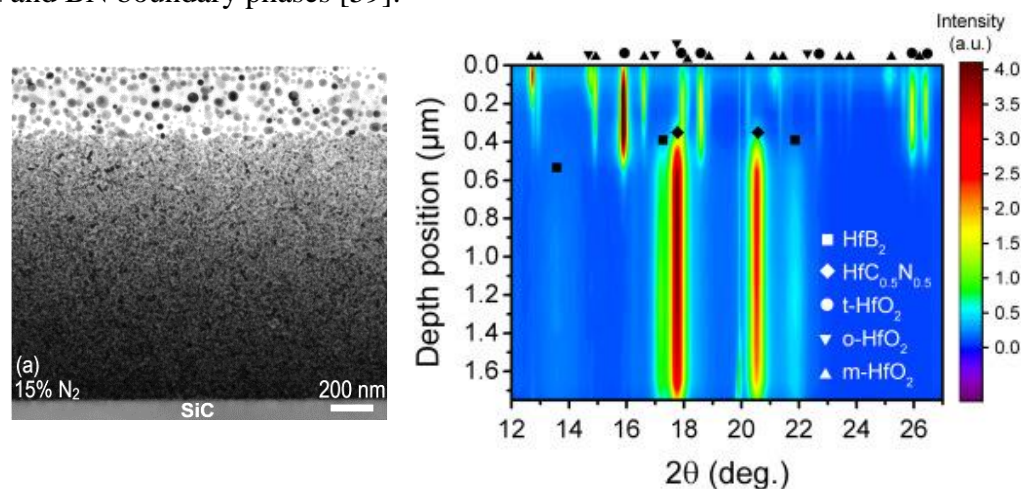 and BN boundary phases [39].
(a)
15% N₂
200 nm
SiC
Intensity
(a.u.)
Depth position (μm)
0.0
0.2
0.4
0.6
0.8
1.0
1.2
1.4
1.6
HfB₂
HfC₀.₅N₀.₅
t-HfO₂
o-HfO₂
m-HfO₂
12 14 16 18 20 22 24 26
2θ (deg.)
4.0
3.5
3.0
2.5
2.0
1.5
1.0
0.5
0.0